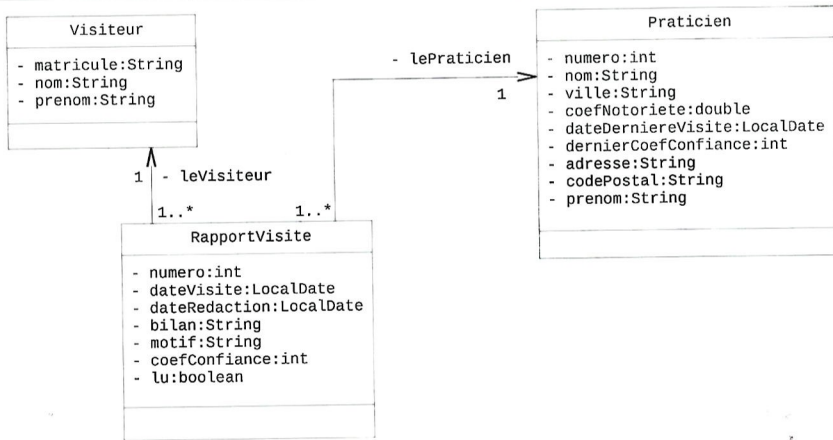 Visiteur
- matricule:String
- nom:String
- prenom:String
Praticien
- numero:int
- nom:String
- ville:String
- coefNotoriete:double
- dateDerniereVisite:LocalDate
- dernierCoefConfiance:int
- adresse:String
- codePostal:String
- prenom:String
- lePraticien
1
1
- leVisiteur
1..*
1..*
RapportVisite
- numero:int
- dateVisite:LocalDate
- dateRedaction:LocalDate
- bilan:String
- motif:String
- coefConfiance:int
- lu:boolean